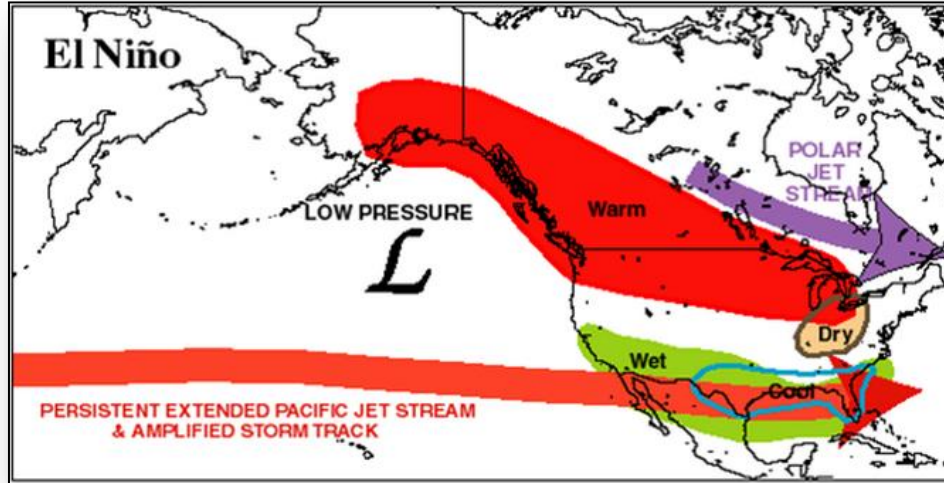 El Niño
POLAR
JET
STREAM
LOW PRESSURE
Warm
L
Dry
Wet
Cool
PERSISTENT EXTENDED PACIFIC JET STREAM
& AMPLIFIED STORM TRACK